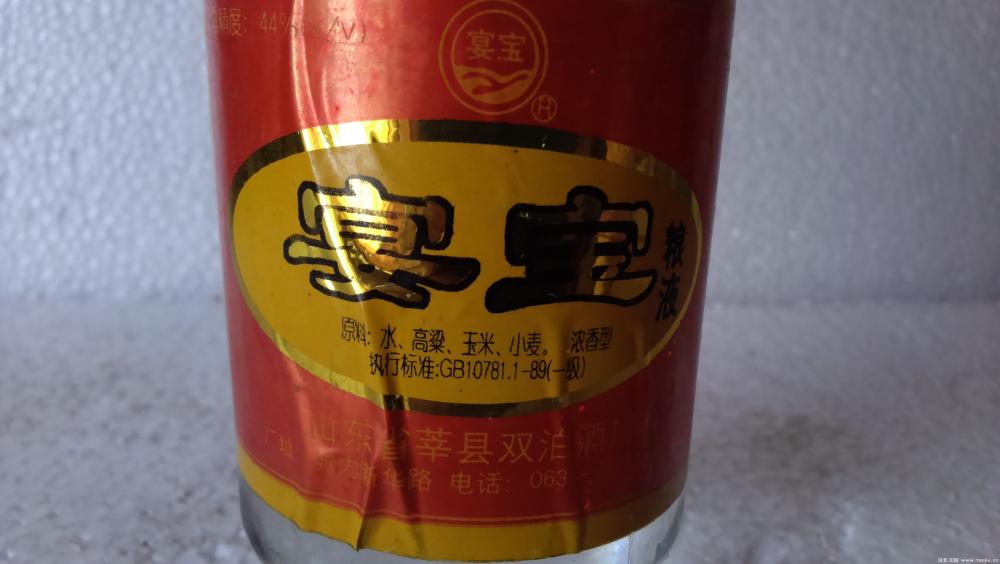 精度: 44%(V/V)
宴宝
R
宴宝
粮液
原料: 水、高粱、玉米、小麦。 浓香型
执行标准:GB10781.1-89(一级)
山东省莘县双泊酒
厂址 新华路 电话: 063